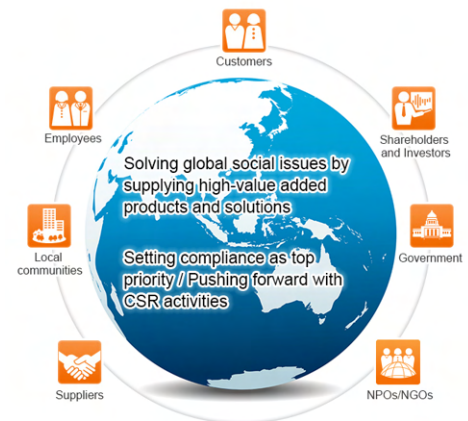 Customers
Employees
Shareholders
and Investors
Solving global social issues by
supplying high-value added
products and solutions
Local
communities
Government
Setting compliance as top
priority / Pushing forward with
CSR activities
Suppliers
NPOs/NGOs